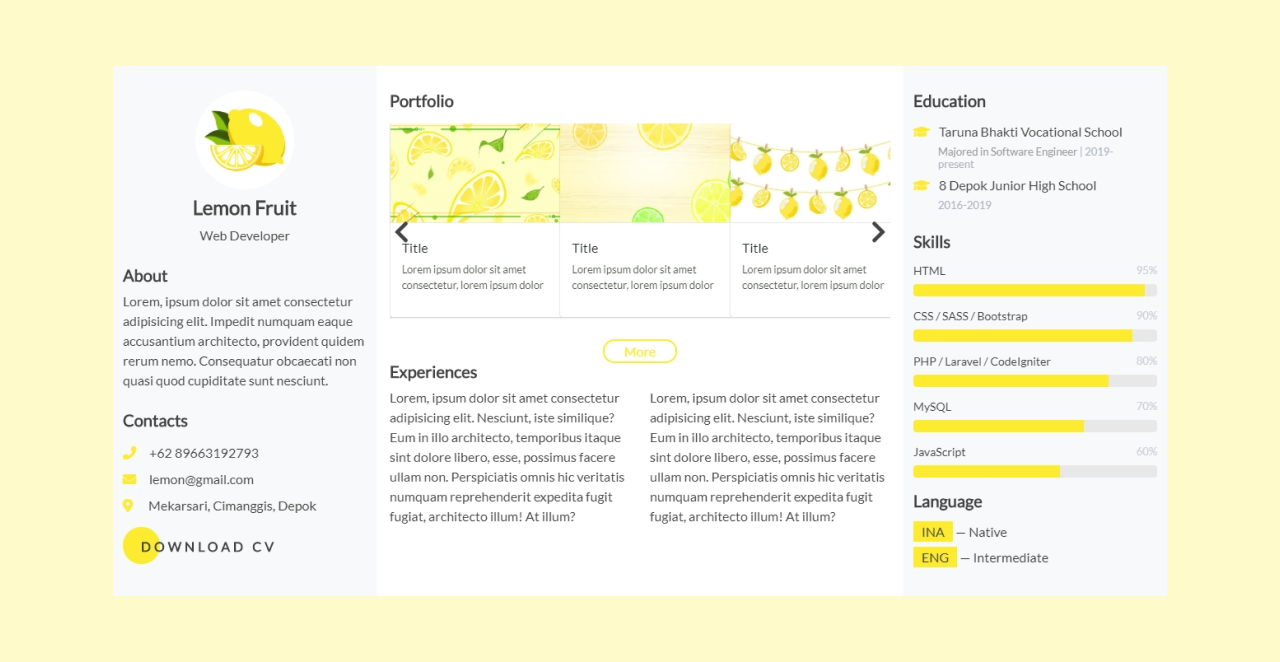 Lemon Fruit
Web Developer
About
Lorem, ipsum dolor sit amet consectetur
adipisicing elit. Impedit numquam eaque
accusantium architecto, provident quidem
rerum nemo. Consequatur obcaecati non
quasi quod cupiditate sunt nesciunt.
Contacts
+62 89663192793
lemon@gmail.com
Mekarsari, Cimanggis, Depok
DOWNLOAD CV
Portfolio
Title
Lorem ipsum dolor sit amet
consectetur, lorem ipsum dolor
Title
Lorem ipsum dolor sit amet
consectetur, lorem ipsum dolor
Title
Lorem ipsum dolor sit amet
consectetur, lorem ipsum dolor
More
Experiences
Lorem, ipsum dolor sit amet consectetur
adipisicing elit. Nesciunt, iste similique?
Eum in illo architecto, temporibus itaque
sint dolore libero, esse, possimus facere
ullam non. Perspiciatis omnis hic veritatis
numquam reprehenderit expedita fugit
fugiat, architecto illum! At illum?
Lorem, ipsum dolor sit amet consectetur
adipisicing elit. Nesciunt, iste similique?
Eum in illo architecto, temporibus itaque
sint dolore libero, esse, possimus facere
ullam non. Perspiciatis omnis hic veritatis
numquam reprehenderit expedita fugit
fugiat, architecto illum! At illum?
Education
Taruna Bhakti Vocational School
Majored in Software Engineer | 2019-
present
8 Depok Junior High School
2016-2019
Skills
HTML 95%
CSS / SASS / Bootstrap 90%
PHP / Laravel / CodeIgniter 80%
MySQL 70%
JavaScript 60%
Language
INA — Native
ENG — Intermediate